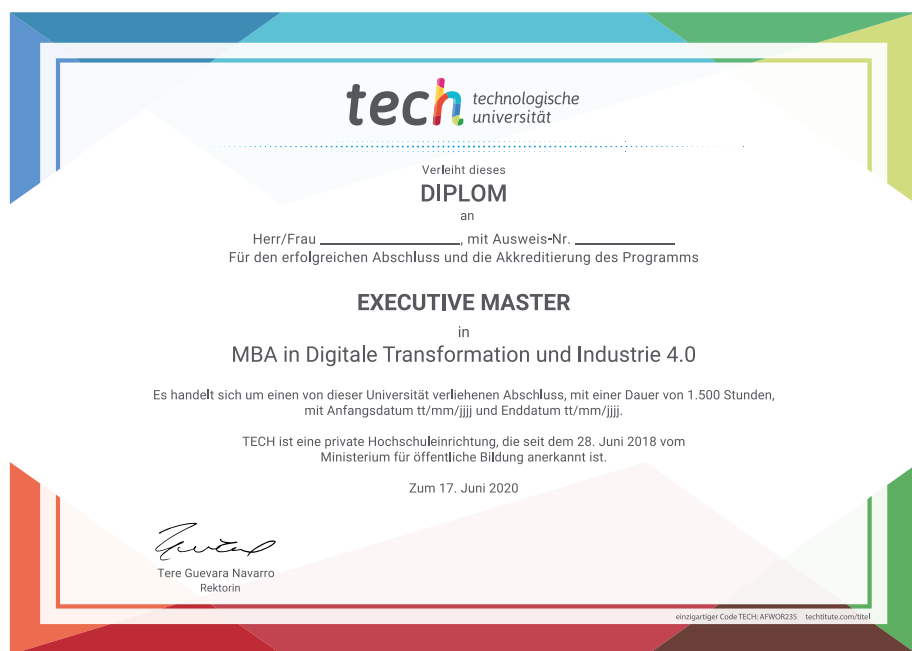 tech technologische
universität
Verleiht dieses
DIPLOM
an
Herr/Frau ____________________, mit Ausweis-Nr. __________________
Für den erfolgreichen Abschluss und die Akkreditierung des Programms
EXECUTIVE MASTER
in
MBA in Digitale Transformation und Industrie 4.0
Es handelt sich um einen von dieser Universität verliehenen Abschluss, mit einer Dauer von 1.500 Stunden,
mit Anfangsdatum tt/mm/jjjj und Enddatum tt/mm/jjjj.
TECH ist eine private Hochschuleinrichtung, die seit dem 28. Juni 2018 vom
Ministerium für öffentliche Bildung anerkannt ist.
Zum 17. Juni 2020
Tere Guevara Navarro
Rektorin
einzigartiger Code TECH: AFWOR23S techtitute.com/titel